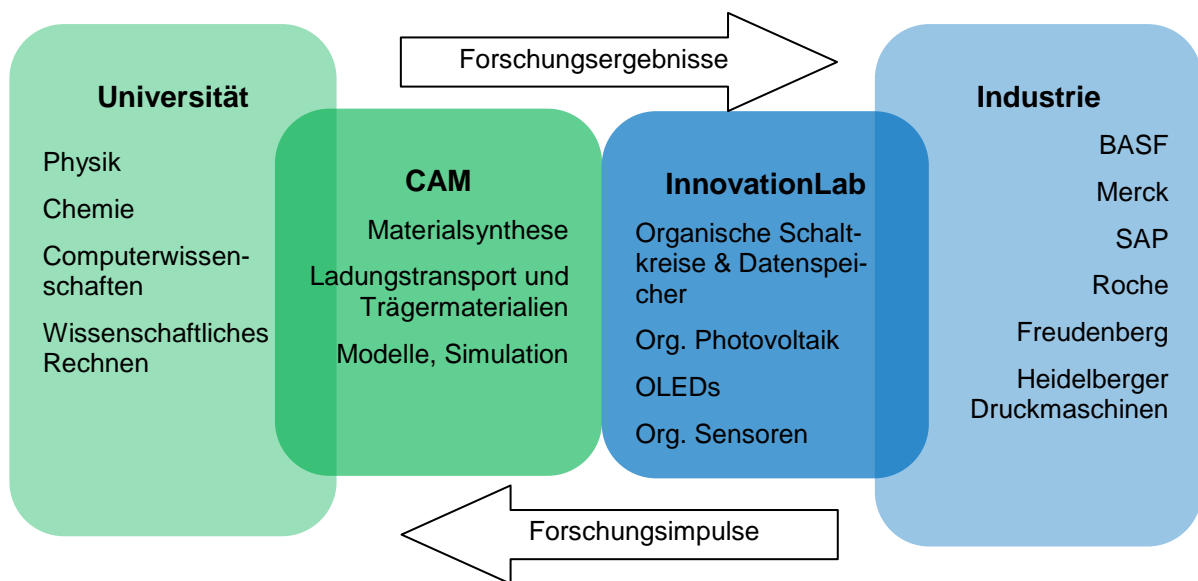 Forschungsergebnisse
Universität
Physik
Chemie
Computerwissen-
schaften
Wissenschaftliches
Rechnen
CAM
Materialsynthese
Ladungstransport und
Trägermaterialien
Modelle, Simulation
InnovationLab
Organische Schalt-
kreise & Datenspei-
cher
Org. Photovoltaik
OLEDs
Org. Sensoren
Industrie
BASF
Merck
SAP
Roche
Freudenberg
Heidelberger
Druckmaschinen
Forschungsimpulse